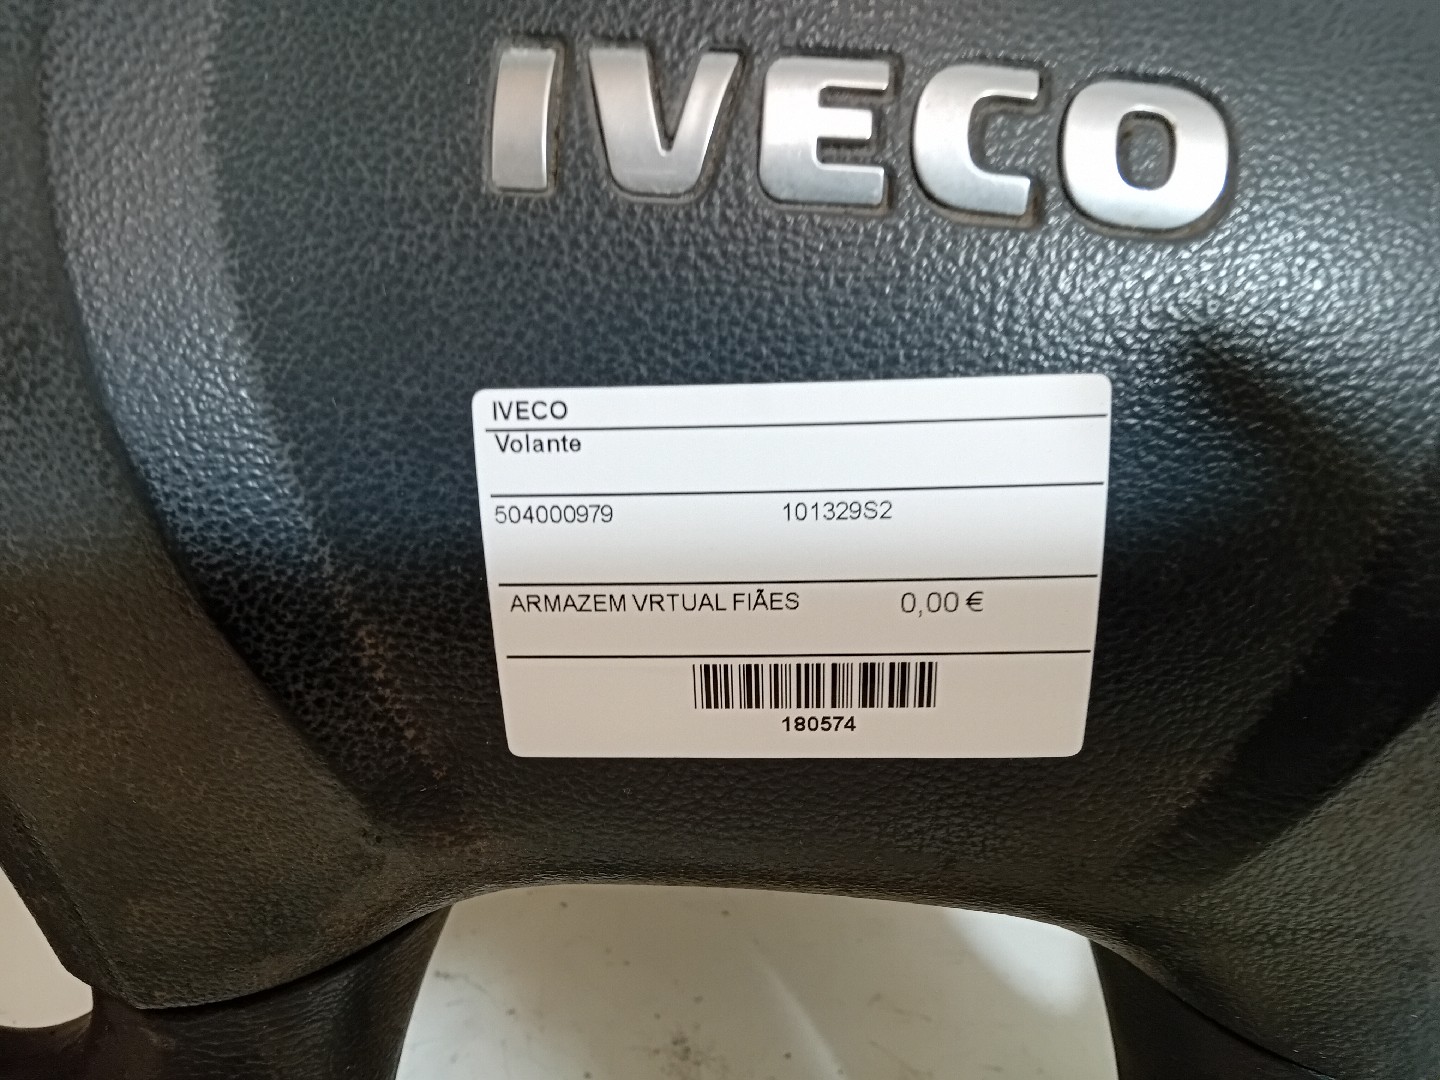 IVECO
IVECO
Volante
504000979 101329S2
ARMAZEM VRTUAL FIÃES 0,00 €
180574